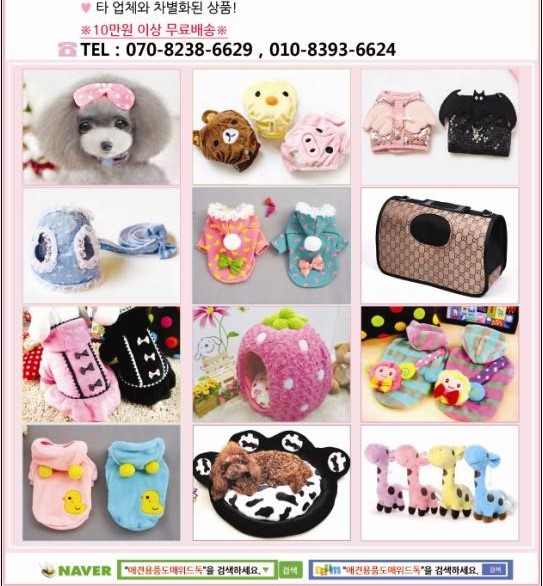 ♥ 타 업체와 차별화된 상품!
※10만원 이상 무료배송※
☎TEL : 070-8238-6629 , 010-8393-6624
NAVER "애견용품도매위드독"을 검색하세요.▼ 검색 "애견용품도매위드독"을 검색하세요. 검색